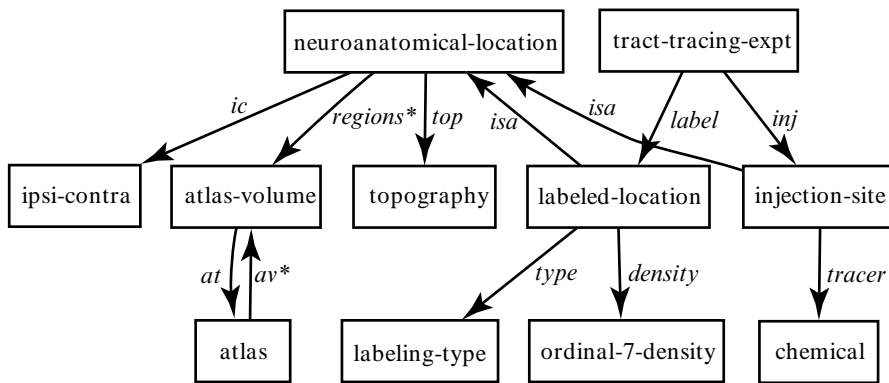 neuroanatomical-location
tract-tracing-expt
ic
regions*
top
isa
isa
label
inj
ipsi-contra
atlas-volume
topography
labeled-location
injection-site
at
av*
type
density
tracer
atlas
labeling-type
ordinal-7-density
chemical